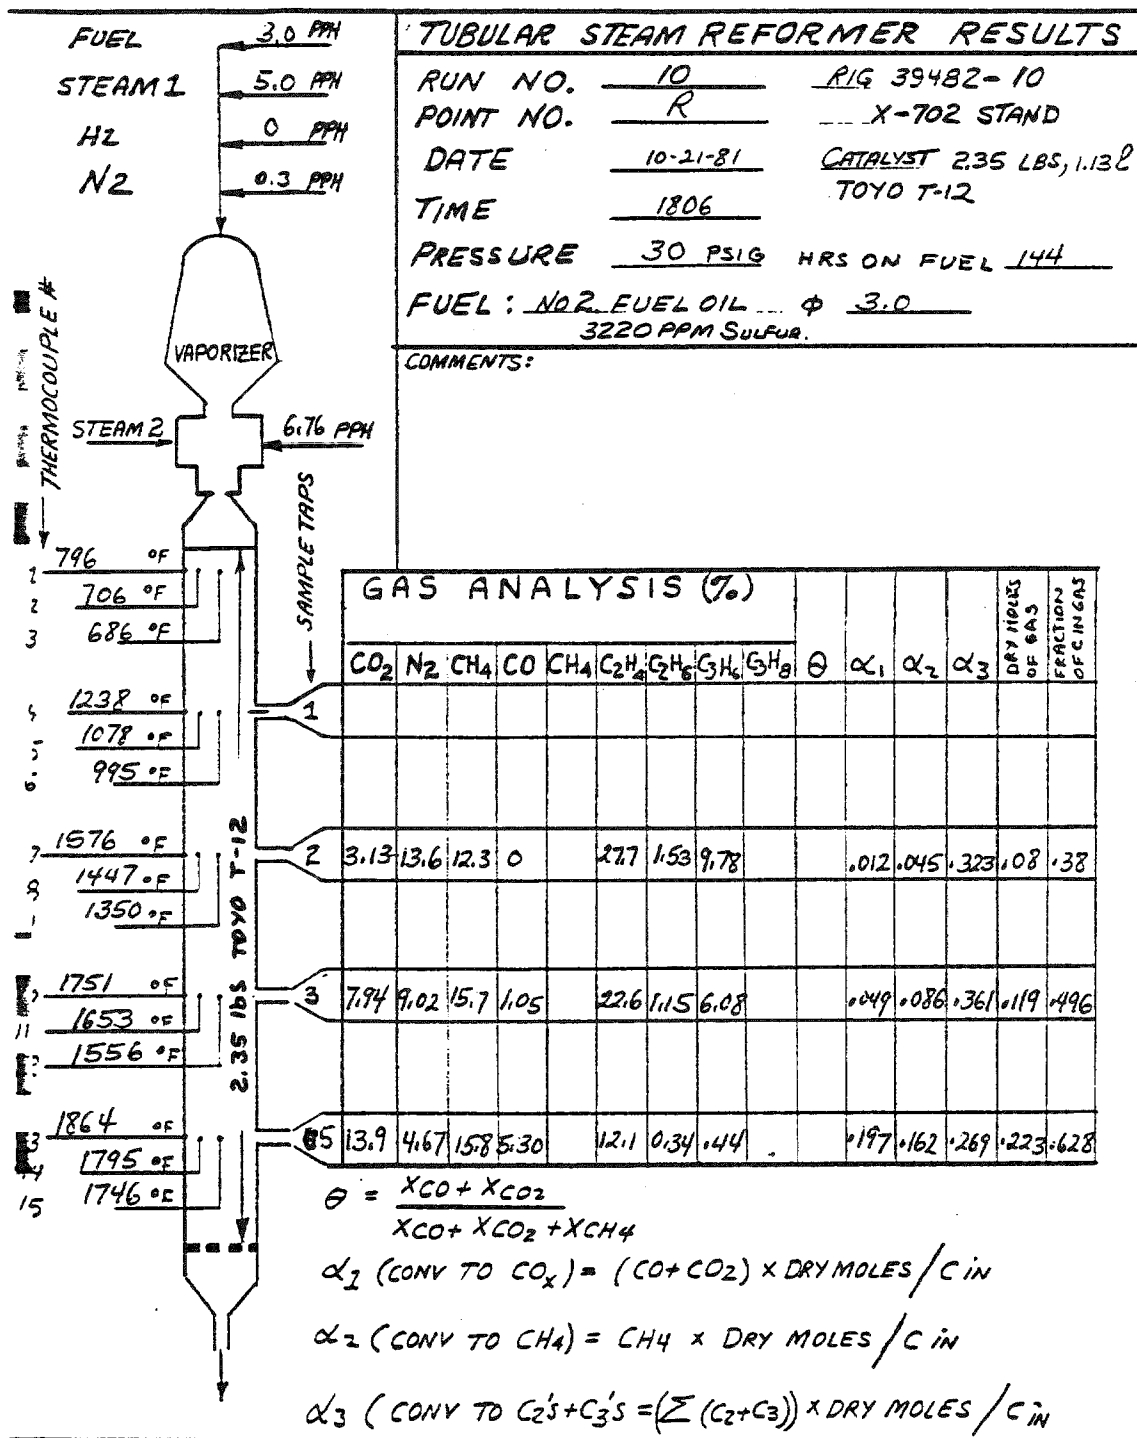 FUEL 3.0 PPH
STEAM 1 5.0 PPH
H2 0 PPH
N2 0.3 PPH
VAPORIZER
STEAM 2 6.76 PPH
THERMOCOUPLE #
SAMPLE TAPS
TUBULAR STEAM REFORMER RESULTS
RUN NO. 10 RIG 39482-10
POINT NO. R X-702 STAND
DATE 10-21-81 CATALYST 2.35 LBS, 1.13 ℓ
TOYO T-12
TIME 1806
PRESSURE 30 PSIG HRS ON FUEL 144
FUEL: NO 2 FUEL OIL φ 3.0
3220 PPM SULFUR.
COMMENTS:
1 796 °F
2 706 °F
3 686 °F
1238 °F
5 1078 °F
6 995 °F
7 1576 °F
8 1447 °F
1350 °F
1751 °F
11 1653 °F
1556 °F
3 1864 °F
14 1795 °F
15 1746 °F
2.35 lbs TOYO T-12
GAS ANALYSIS (%)
CO2 N2 CH4 CO CH4 C2H4 C2H6 C3H6 C3H8 θ α1 α2 α3 DRY MOLES OF GAS FRACTION OF C IN GAS
1
2 3.13 13.6 12.3 0 27.7 1.53 9.78 .012 .045 .323 .08 .38
3 7.94 9.02 15.7 1.05 22.6 1.15 6.08 .049 .086 .361 .119 .496
5 13.9 4.67 15.8 5.30 12.1 0.34 .44 .197 .162 .269 .223 .628
θ = XCO + XCO2 / XCO + XCO2 + XCH4
α1 (CONV TO COx) = (CO+CO2) × DRY MOLES / C IN
α2 (CONV TO CH4) = CH4 × DRY MOLES / C IN
α3 (CONV TO C2'S + C3'S = (Σ (C2+C3)) × DRY MOLES / C IN